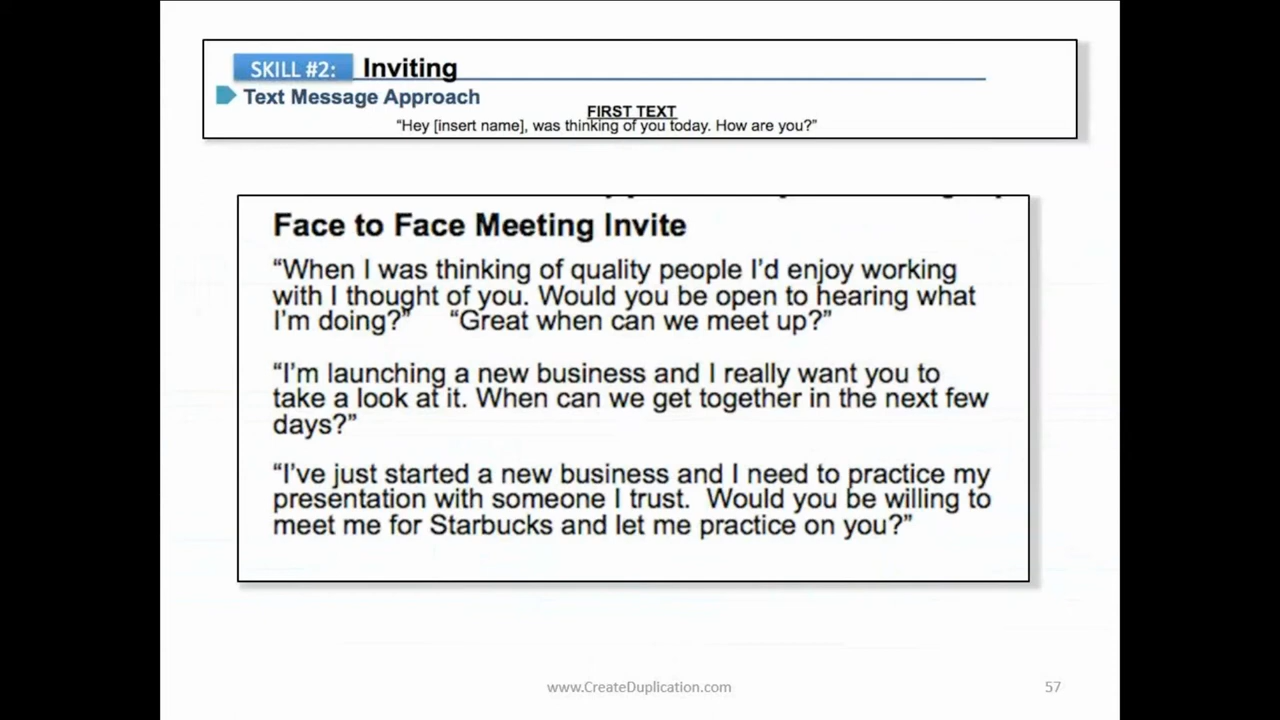 SKILL #2: Inviting
Text Message Approach
FIRST TEXT
“Hey [insert name], was thinking of you today. How are you?”
Face to Face Meeting Invite
“When I was thinking of quality people I’d enjoy working
with I thought of you. Would you be open to hearing what
I’m doing?” “Great when can we meet up?”
“I’m launching a new business and I really want you to
take a look at it. When can we get together in the next few
days?”
“I’ve just started a new business and I need to practice my
presentation with someone I trust. Would you be willing to
meet me for Starbucks and let me practice on you?”
www.CreateDuplication.com
57